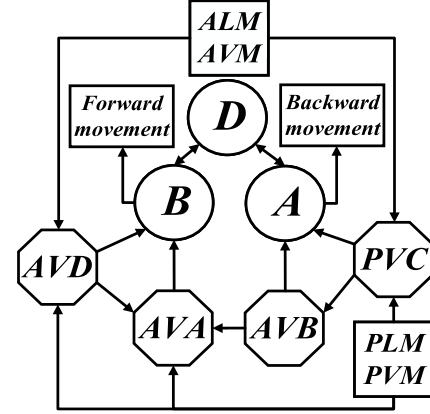 ALM
AVM
Forward
movement
D
Backward
movement
B
A
AVD
PVC
AVA
AVB
PLM
PVM